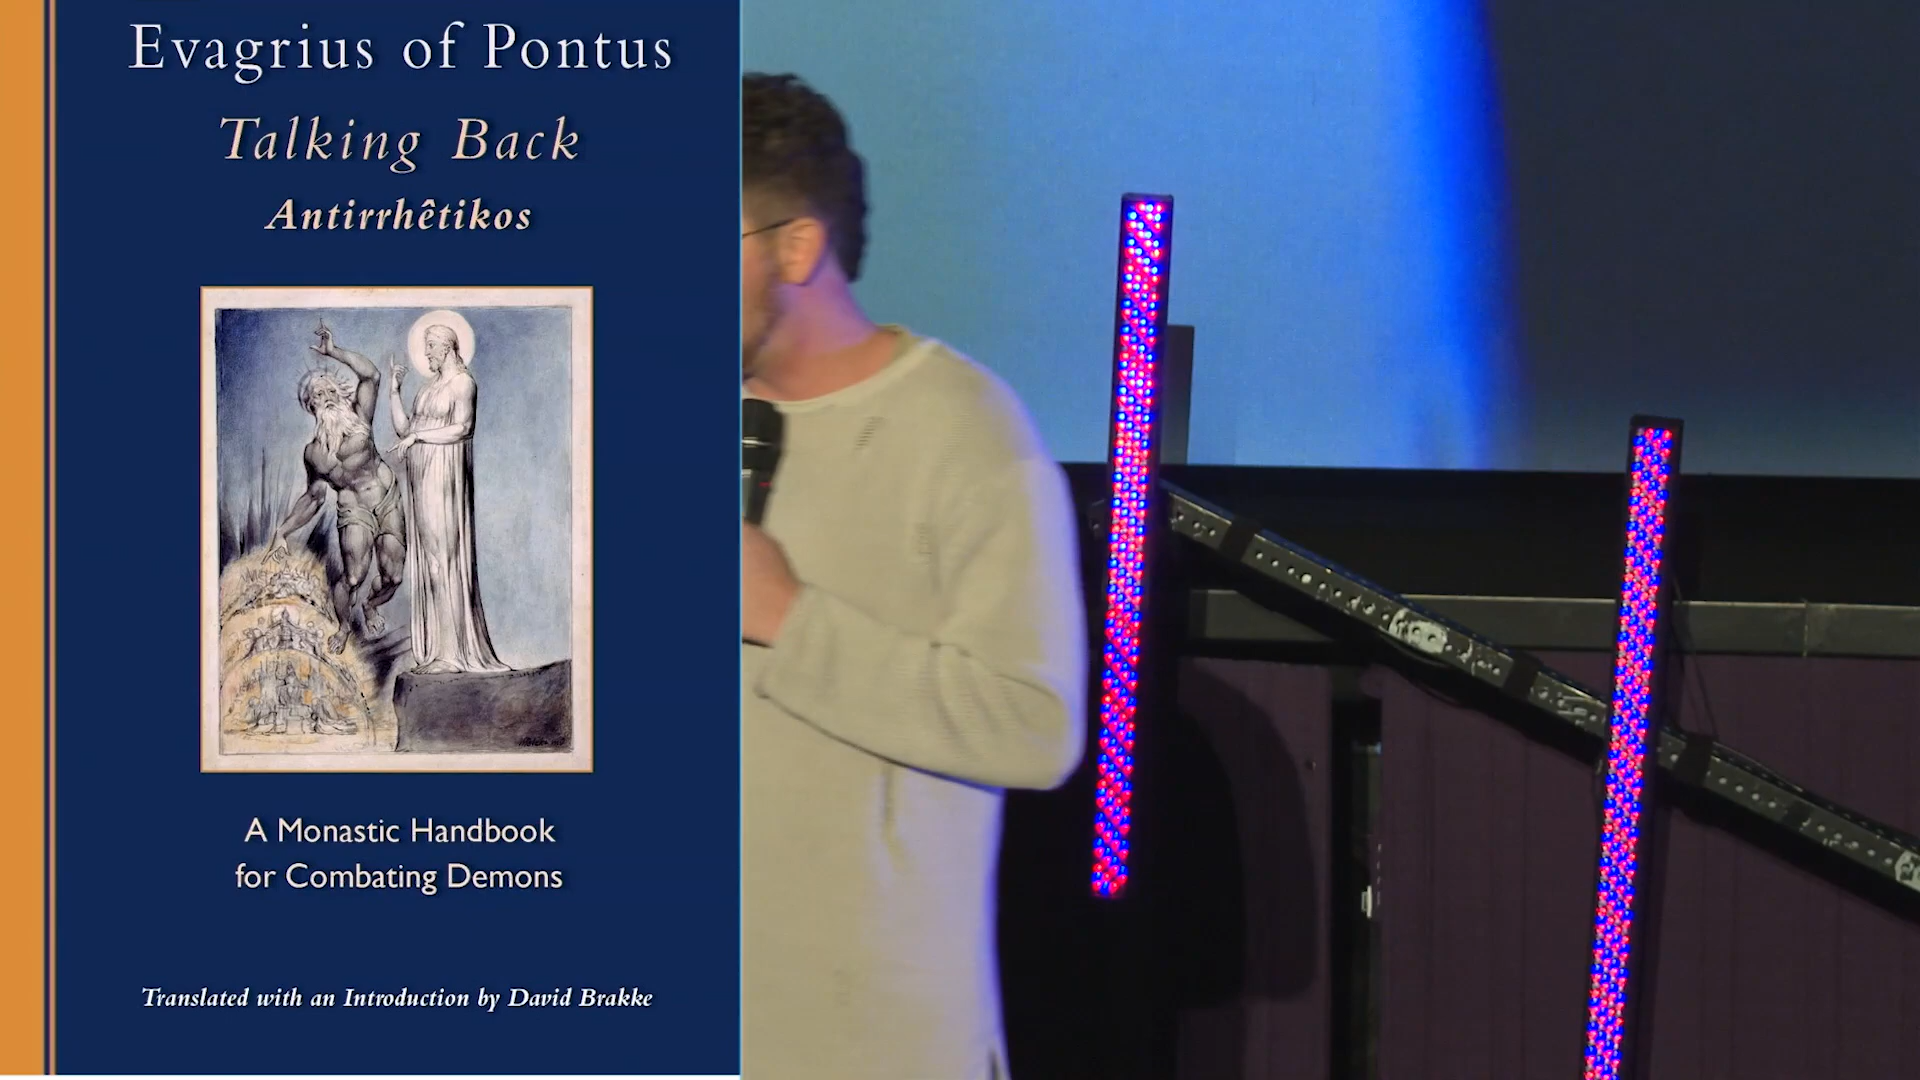 Evagrius of Pontus
Talking Back
Antirrhêtikos
A Monastic Handbook
for Combating Demons
Translated with an Introduction by David Brakke